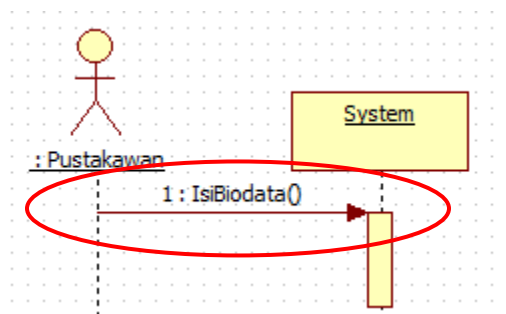 System
: Pustakawan
1 : IsiBiodata()